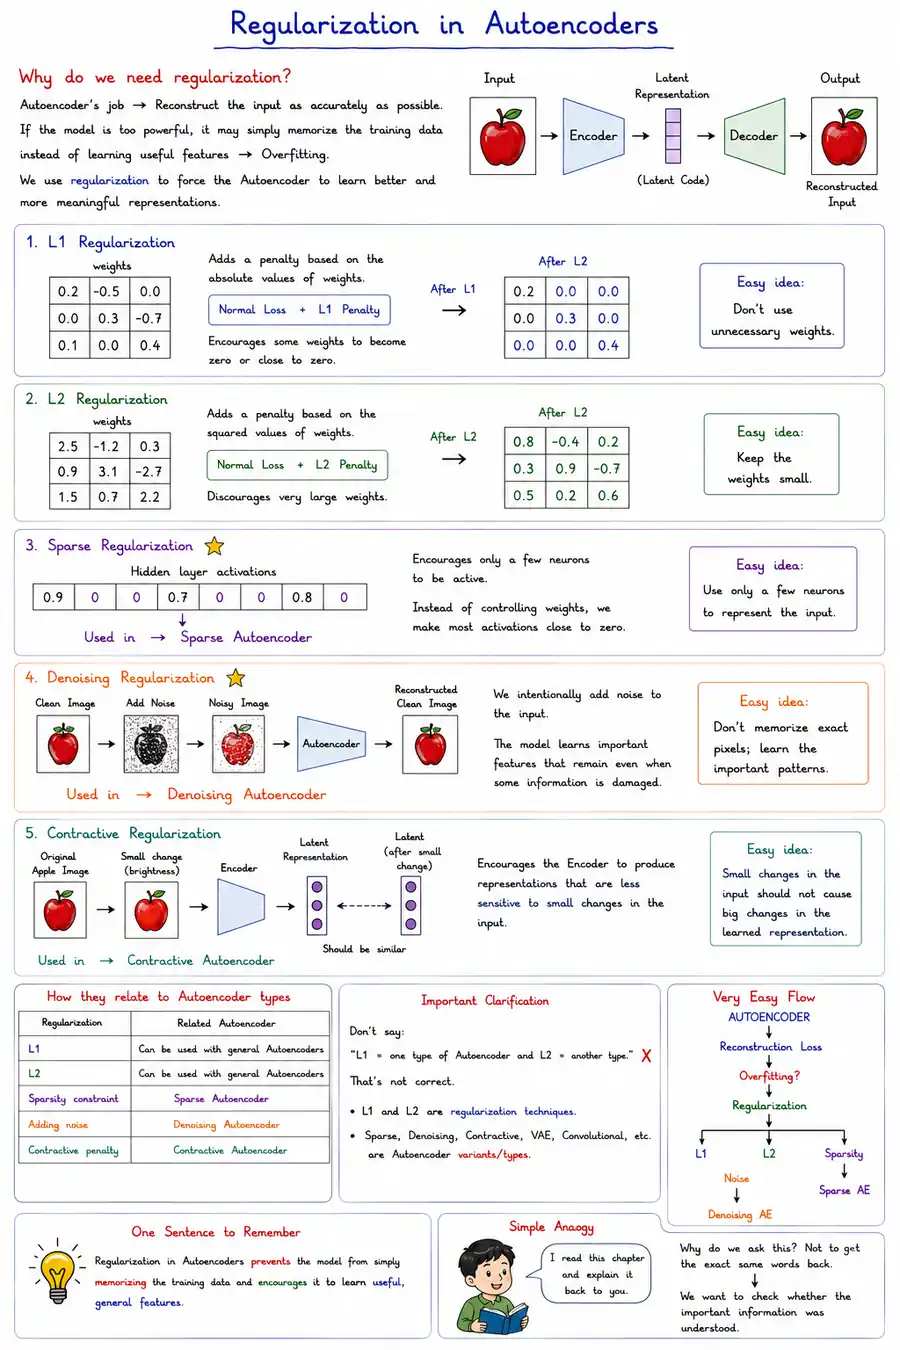 Regularization in Autoencoders
Why do we need regularization?
Autoencoder's job → Reconstruct the input as accurately as possible.
If the model is too powerful, it may simply memorize the training data
instead of learning useful features → Overfitting.
We use regularization to force the Autoencoder to learn better and
more meaningful representations.
Input
Encoder
Latent
Representation
(Latent Code)
Decoder
Output
Reconstructed
Input
1. L1 Regularization
weights
0.2 -0.5 0.0
0.0 0.3 -0.7
0.1 0.0 0.4
Adds a penalty based on the
absolute values of weights.
Normal Loss + L1 Penalty
Encourages some weights to become
zero or close to zero.
After L1
→
After L2
0.2 0.0 0.0
0.0 0.3 0.0
0.0 0.0 0.4
Easy idea:
Don't use
unnecessary weights.
2. L2 Regularization
weights
2.5 -1.2 0.3
0.9 3.1 -2.7
1.5 0.7 2.2
Adds a penalty based on the
squared values of weights.
Normal Loss + L2 Penalty
Discourages very large weights.
After L2
→
After L2
0.8 -0.4 0.2
0.3 0.9 -0.7
0.5 0.2 0.6
Easy idea:
Keep the
weights small.
3. Sparse Regularization
Hidden layer activations
0.9 0 0 0.7 0 0 0.8 0
Used in → Sparse Autoencoder
Encourages only a few neurons
to be active.
Instead of controlling weights, we
make most activations close to zero.
Easy idea:
Use only a few neurons
to represent the input.
4. Denoising Regularization
Clean Image
Add Noise
Noisy Image
Autoencoder
Reconstructed
Clean Image
Used in → Denoising Autoencoder
We intentionally add noise to
the input.
The model learns important
features that remain even when
some information is damaged.
Easy idea:
Don't memorize exact
pixels; learn the
important patterns.
5. Contractive Regularization
Original
Apple Image
Small change
(brightness)
Encoder
Latent
Representation
Latent
(after small
change)
Should be similar
Used in → Contractive Autoencoder
Encourages the Encoder to produce
representations that are less
sensitive to small changes in the
input.
Easy idea:
Small changes in the
input should not cause
big changes in the
learned representation.
How they relate to Autoencoder types
Regularization Related Autoencoder
L1 Can be used with general Autoencoders
L2 Can be used with general Autoencoders
Sparsity constraint Sparse Autoencoder
Adding noise Denoising Autoencoder
Contractive penalty Contractive Autoencoder
Important Clarification
Don't say:
"L1 = one type of Autoencoder and L2 = another type." X
That's not correct.
• L1 and L2 are regularization techniques.
• Sparse, Denoising, Contractive, VAE, Convolutional, etc.
are Autoencoder variants/types.
Very Easy Flow
AUTOENCODER
Reconstruction Loss
Overfitting?
Regularization
L1 L2 Sparsity
Noise
Sparse AE
Denoising AE
One Sentence to Remember
Regularization in Autoencoders prevents the model from simply
memorizing the training data and encourages it to learn useful,
general features.
Simple Anaogy
I read this chapter
and explain it
back to you.
Why do we ask this? Not to get
the exact same words back.
We want to check whether the
important information was
understood.